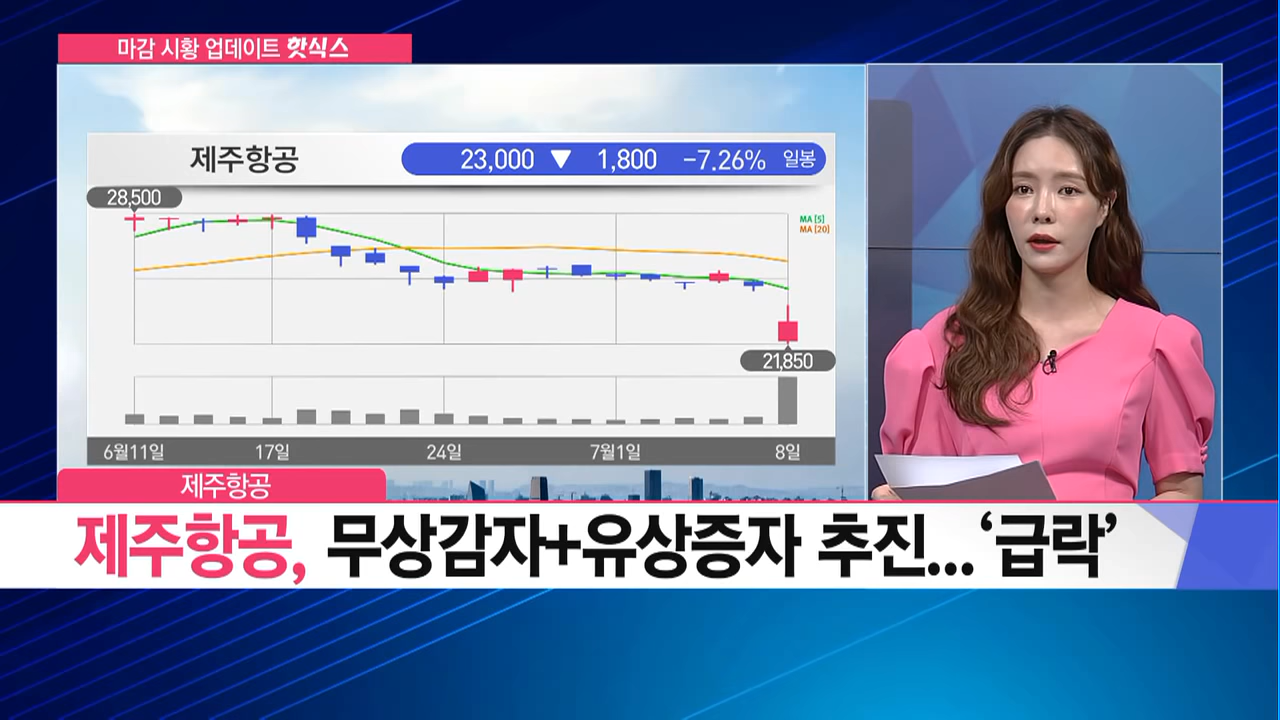 마감 시황 업데이트 핫식스
제주항공 23,000 ▼ 1,800 -7.26% 일봉
28,500
MA [5]
MA [20]
21,850
6월11일 17일 24일 7월1일 8일
제주항공
제주항공, 무상감자+유상증자 추진...‘급락’